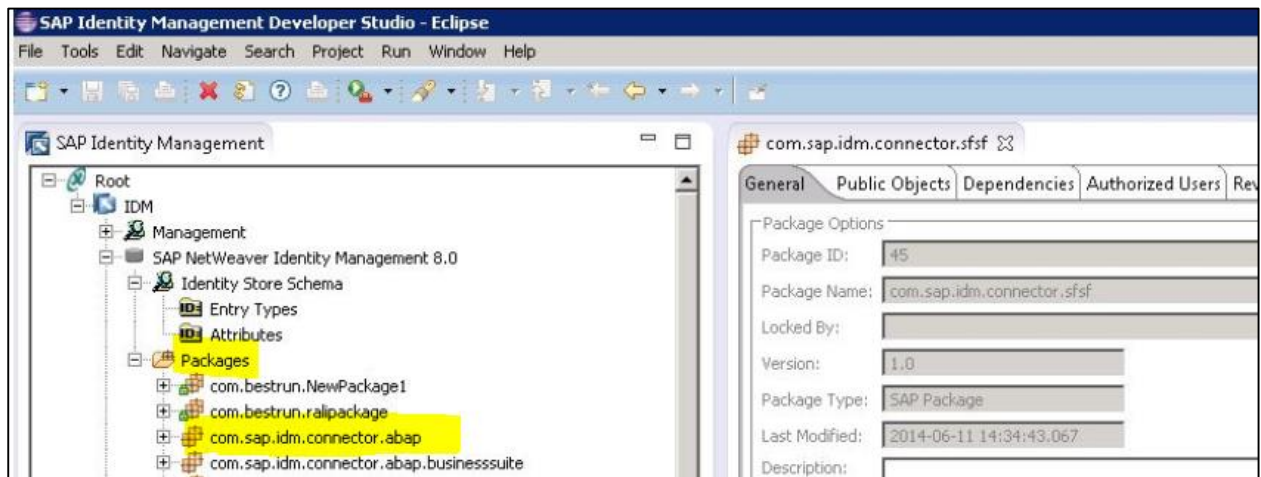 SAP Identity Management Developer Studio - Eclipse
File Tools Edit Navigate Search Project Run Window Help
SAP Identity Management
Root
IDM
Management
SAP NetWeaver Identity Management 8.0
Identity Store Schema
Entry Types
Attributes
Packages
com.bestrun.NewPackage1
com.bestrun.ralipackage
com.sap.idm.connector.abap
com.sap.idm.connector.abap.businesssuite
com.sap.idm.connector.sfsf
General Public Objects Dependencies Authorized Users Rev
Package Options
Package ID: 45
Package Name: com.sap.idm.connector.sfsf
Locked By:
Version: 1.0
Package Type: SAP Package
Last Modified: 2014-06-11 14:34:43.067
Description: